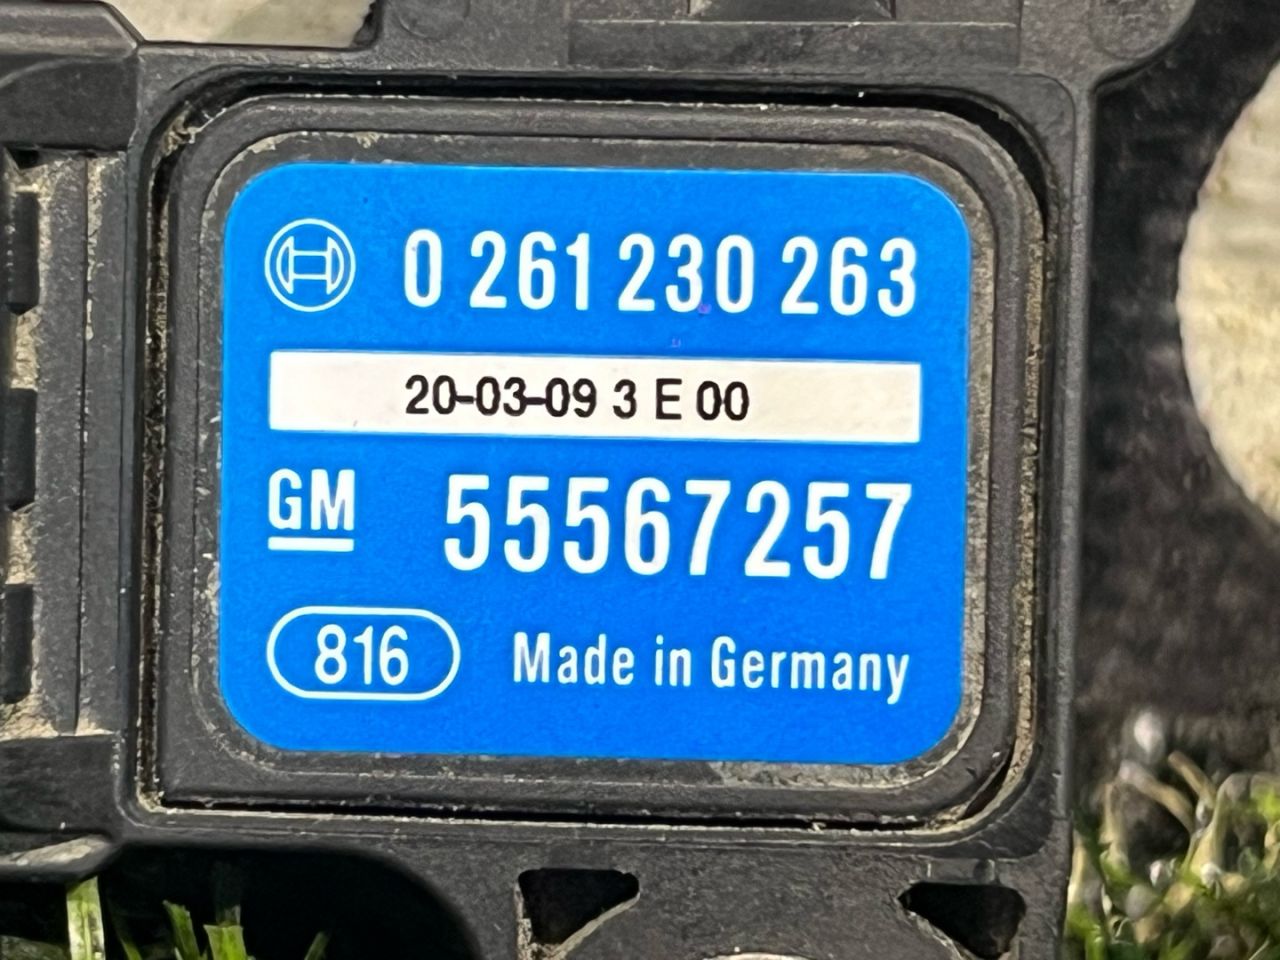 0 261 230 263
20-03-09 3 E 00
GM 55567257
816 Made in Germany